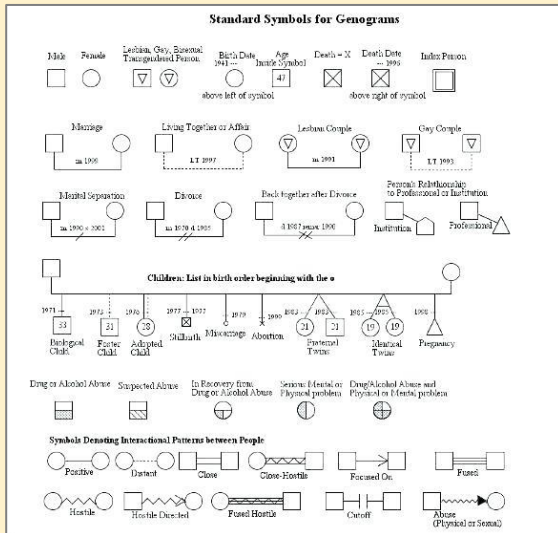 Standard Symbols for Genograms
Male
Female
Lesbian, Gay, Bisexual
Transgendered Person
Birth Date
1941 ---
above left of symbol
Age
Inside Symbol
47
Death = X
Death Date
--- 1996
above right of symbol
Index Person
Marriage
m 1999
Living Together or Affair
LT 1997
Lesbian Couple
m 1991
Gay Couple
LT 1993
Marital Separation
m 1990 s 2001
Divorce
Back together after Divorce
Person's Relationship
to Professional or Institution
Institution
Professional
Children: List in birth order beginning with the o
1971
33
Biological
Child
1973
31
Foster
Child
1976
28
Adopted
Child
1977
1977
Stillbirth
1979
Miscarriage
1980
Abortion
1983
1983
21
21
Fraternal
Twins
1985
1985
19
19
Identical
Twins
1998
Pregnancy
Drug or Alcohol Abuse
Suspected Abuse
In Recovery from
Drug or Alcohol Abuse
Serious Mental or
Physical problem
Drug/Alcohol Abuse and
Physical or Mental problem
Symbols Denoting Interactional Patterns between People
Positive
Distant
Close
Close-Hostile
Focused On
Fused
Hostile
Hostile Directed
Fused Hostile
Cutoff
Abuse
(Physical or Sexual)